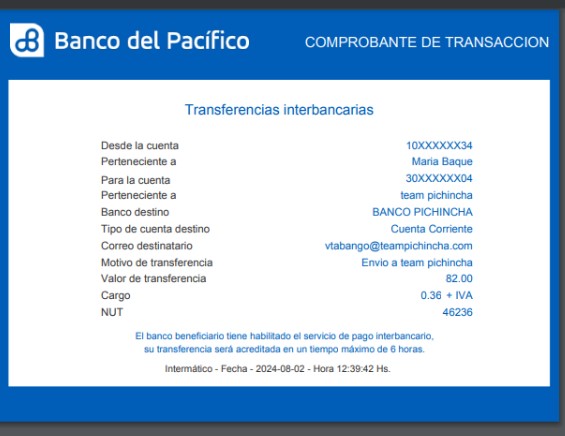 Banco del Pacífico
COMPROBANTE DE TRANSACCION
Transferencias interbancarias
Desde la cuenta 10XXXXXX34
Perteneciente a Maria Baque
Para la cuenta 30XXXXXX04
Perteneciente a team pichincha
Banco destino BANCO PICHINCHA
Tipo de cuenta destino Cuenta Corriente
Correo destinatario vtabango@teampichincha.com
Motivo de transferencia Envio a team pichincha
Valor de transferencia 82.00
Cargo 0.36 + IVA
NUT 46236
El banco beneficiario tiene habilitado el servicio de pago interbancario,
su transferencia será acreditada en un tiempo máximo de 6 horas.
Intermático - Fecha - 2024-08-02 - Hora 12:39:42 Hs.